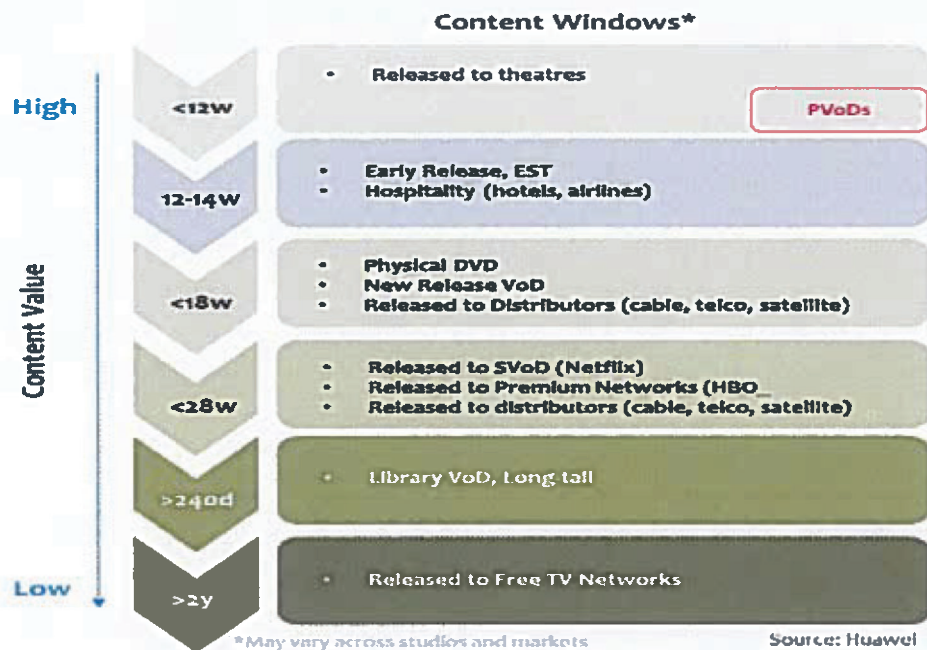 Content Windows*
High
Content Value
Low
<12w
• Released to theatres
PVoDs
12-14w
• Early Release, EST
• Hospitality (hotels, airlines)
<18w
• Physical DVD
• New Release VoD
• Released to Distributors (cable, telco, satellite)
<28w
• Released to SVoD (Netflix)
• Released to Premium Networks (HBO_
• Released to distributors (cable, telco, satellite)
>240d
• Library VoD, Long tail
>2y
• Released to Free TV Networks
*May vary across studios and markets
Source: Huawei